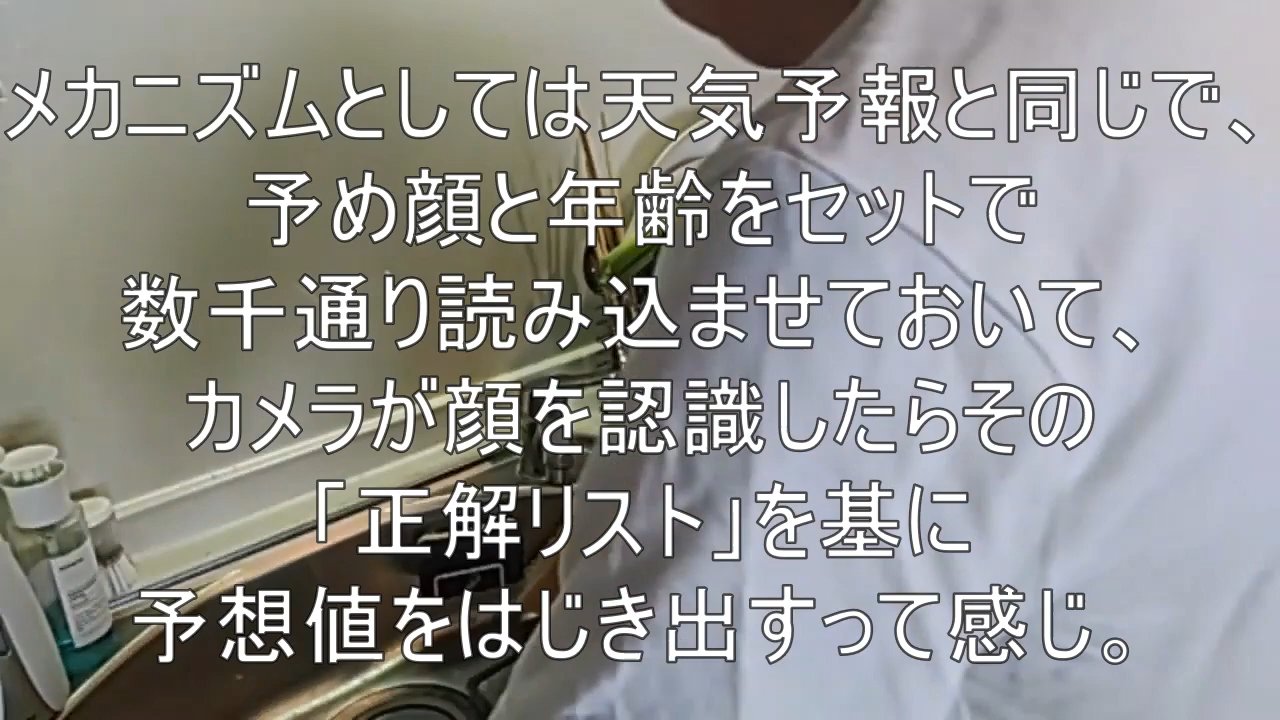 メカニズムとしては天気予報と同じで、
予め顔と年齢をセットで
数千通り読み込ませておいて、
カメラが顔を認識したらその
「正解リスト」を基に
予想値をはじき出すって感じ。